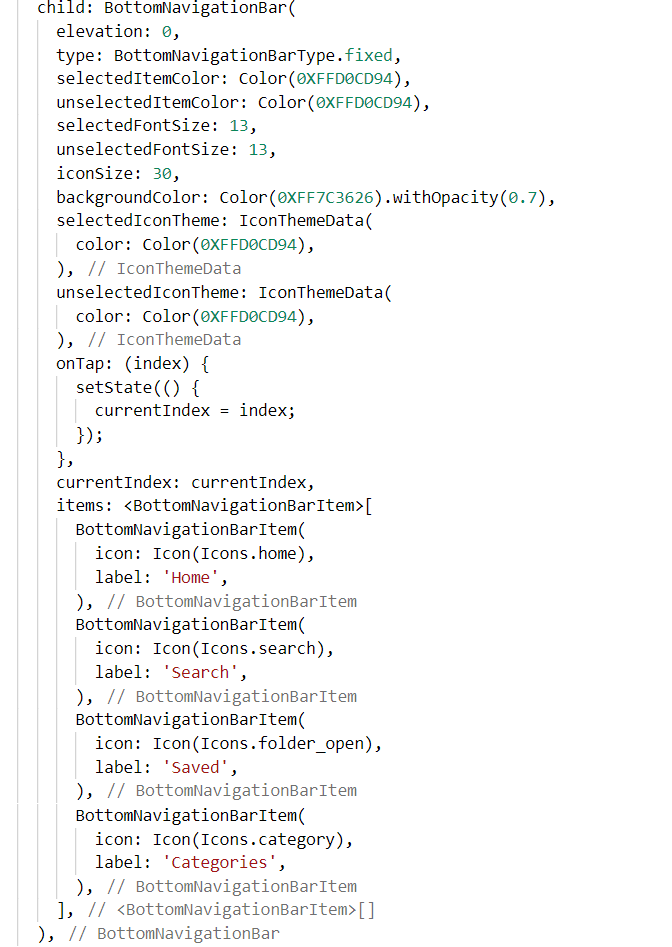 child: BottomNavigationBar(
elevation: 0,
type: BottomNavigationBarType.fixed,
selectedItemColor: Color(0XFFD0CD94),
unselectedItemColor: Color(0XFFD0CD94),
selectedFontSize: 13,
unselectedFontSize: 13,
iconSize: 30,
backgroundColor: Color(0XFF7C3626).withOpacity(0.7),
selectedIconTheme: IconThemeData(
color: Color(0XFFD0CD94),
), // IconThemeData
unselectedIconTheme: IconThemeData(
color: Color(0XFFD0CD94),
), // IconThemeData
onTap: (index) {
setState(() {
currentIndex = index;
});
},
currentIndex: currentIndex,
items: <BottomNavigationBarItem>[
BottomNavigationBarItem(
icon: Icon(Icons.home),
label: 'Home',
), // BottomNavigationBarItem
BottomNavigationBarItem(
icon: Icon(Icons.search),
label: 'Search',
), // BottomNavigationBarItem
BottomNavigationBarItem(
icon: Icon(Icons.folder_open),
label: 'Saved',
), // BottomNavigationBarItem
BottomNavigationBarItem(
icon: Icon(Icons.category),
label: 'Categories',
), // BottomNavigationBarItem
], // <BottomNavigationBarItem>[]
), // BottomNavigationBar